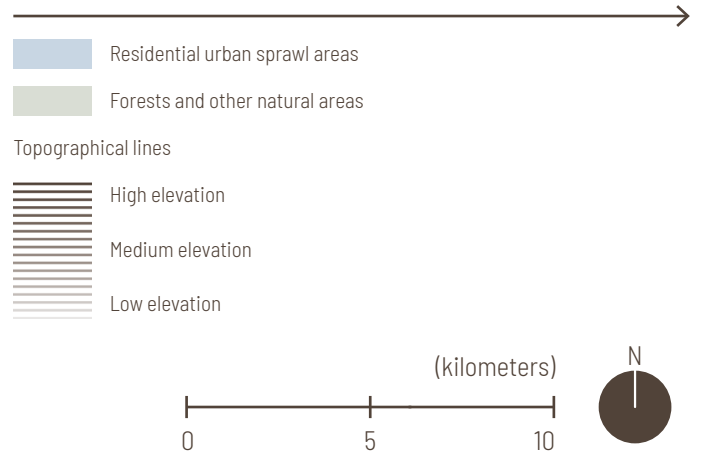 Residential urban sprawl areas
Forests and other natural areas
Topographical lines
High elevation
Medium elevation
Low elevation
(kilometers)
N
0 5 10